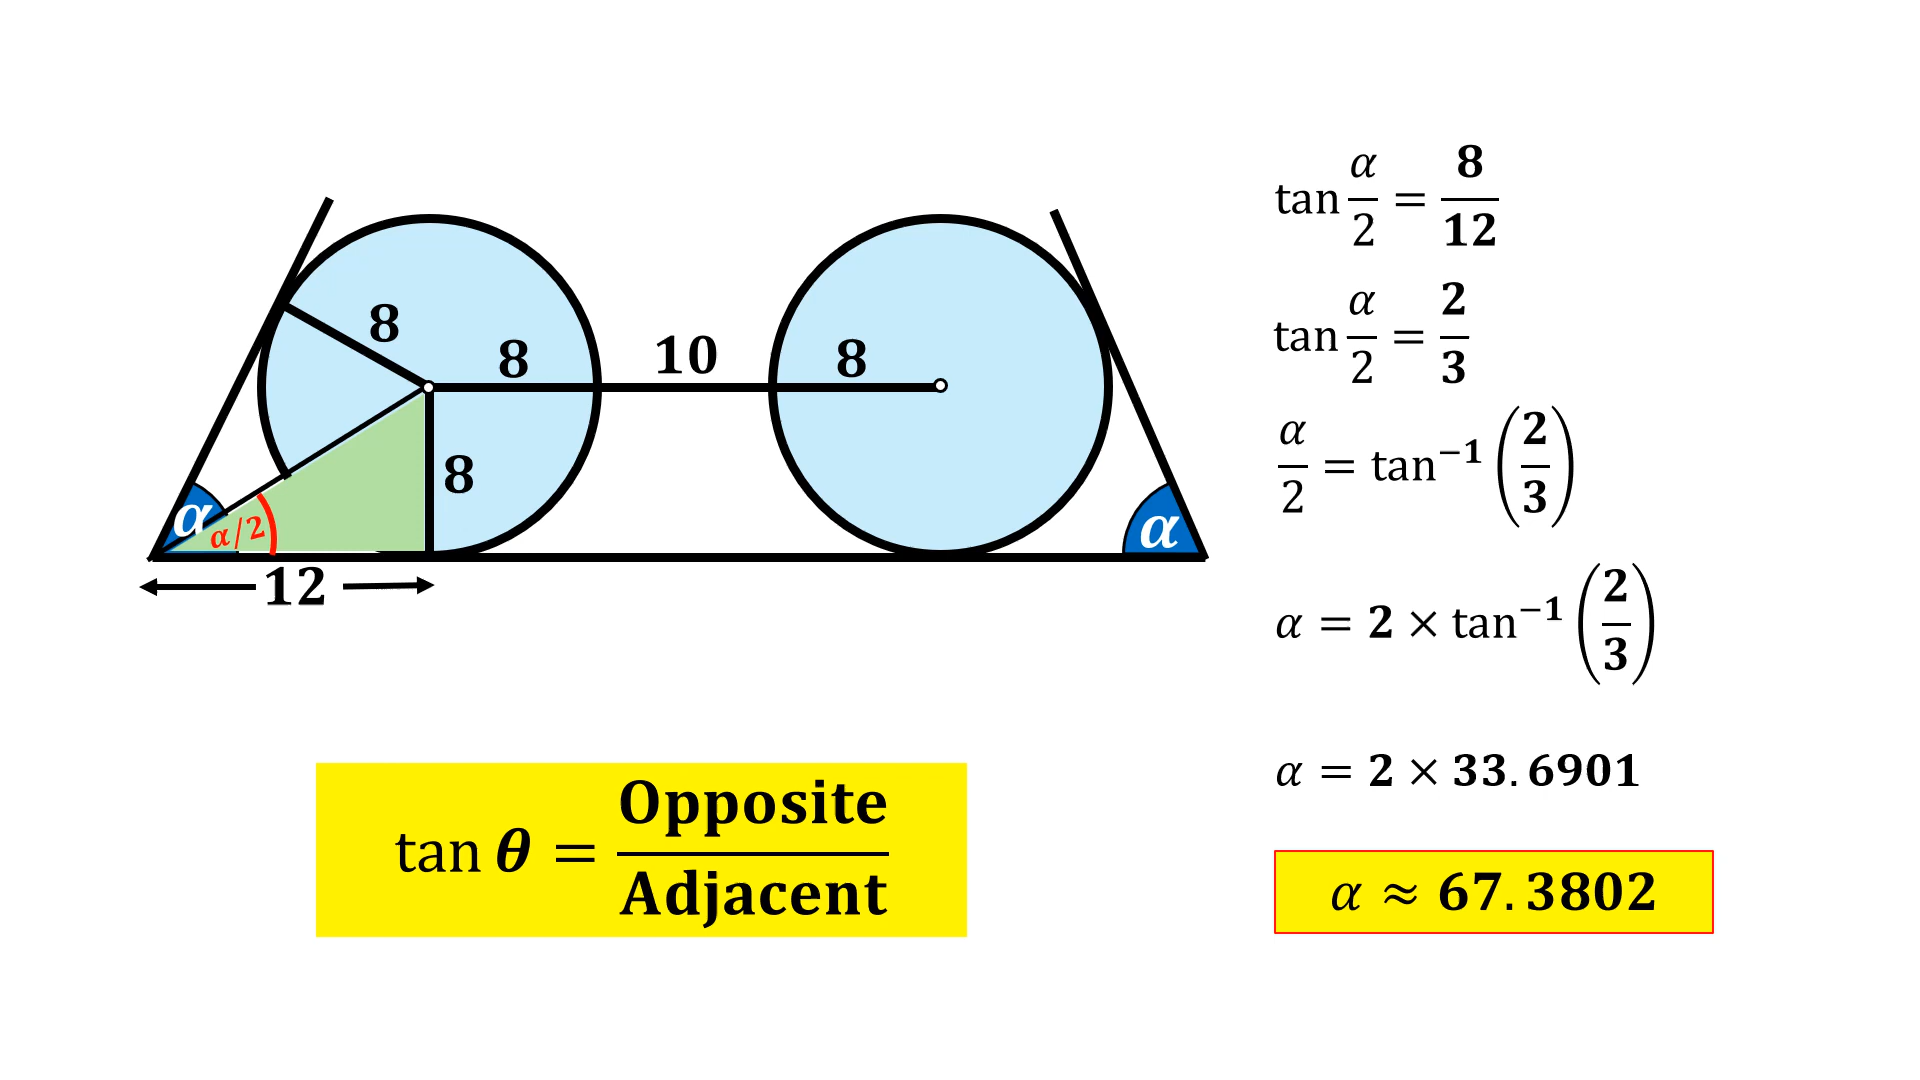 8
8
10
8
8
α
α/2
α
12
tan α/2 = 8/12
tan α/2 = 2/3
α/2 = tan⁻¹(2/3)
α = 2 × tan⁻¹(2/3)
α = 2 × 33.6901
α ≈ 67.3802
tan θ = Opposite/Adjacent